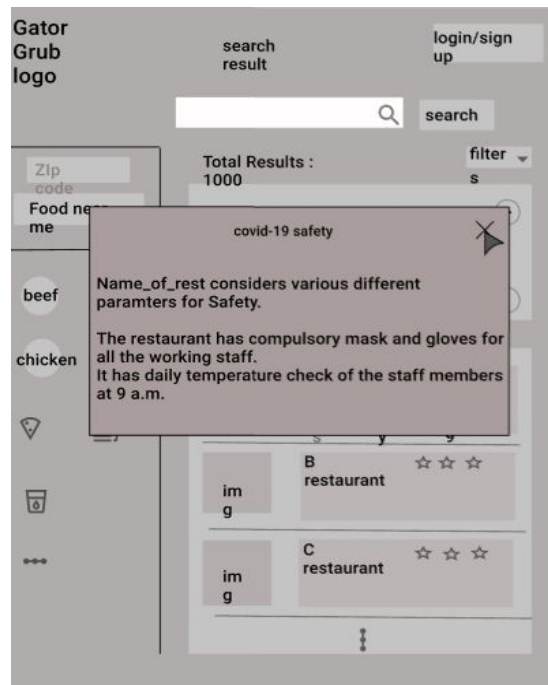 Gator
Grub
logo
search
result
login/sign
up
search
Total Results :
1000
filter
s
ZIp
code
Food ne
me
covid-19 safety
Name_of_rest considers various different
paramters for Safety.
The restaurant has compulsory mask and gloves for
all the working staff.
It has daily temperature check of the staff members
at 9 a.m.
beef
chicken
s
y
g
B
restaurant
im
g
C
restaurant
im
g